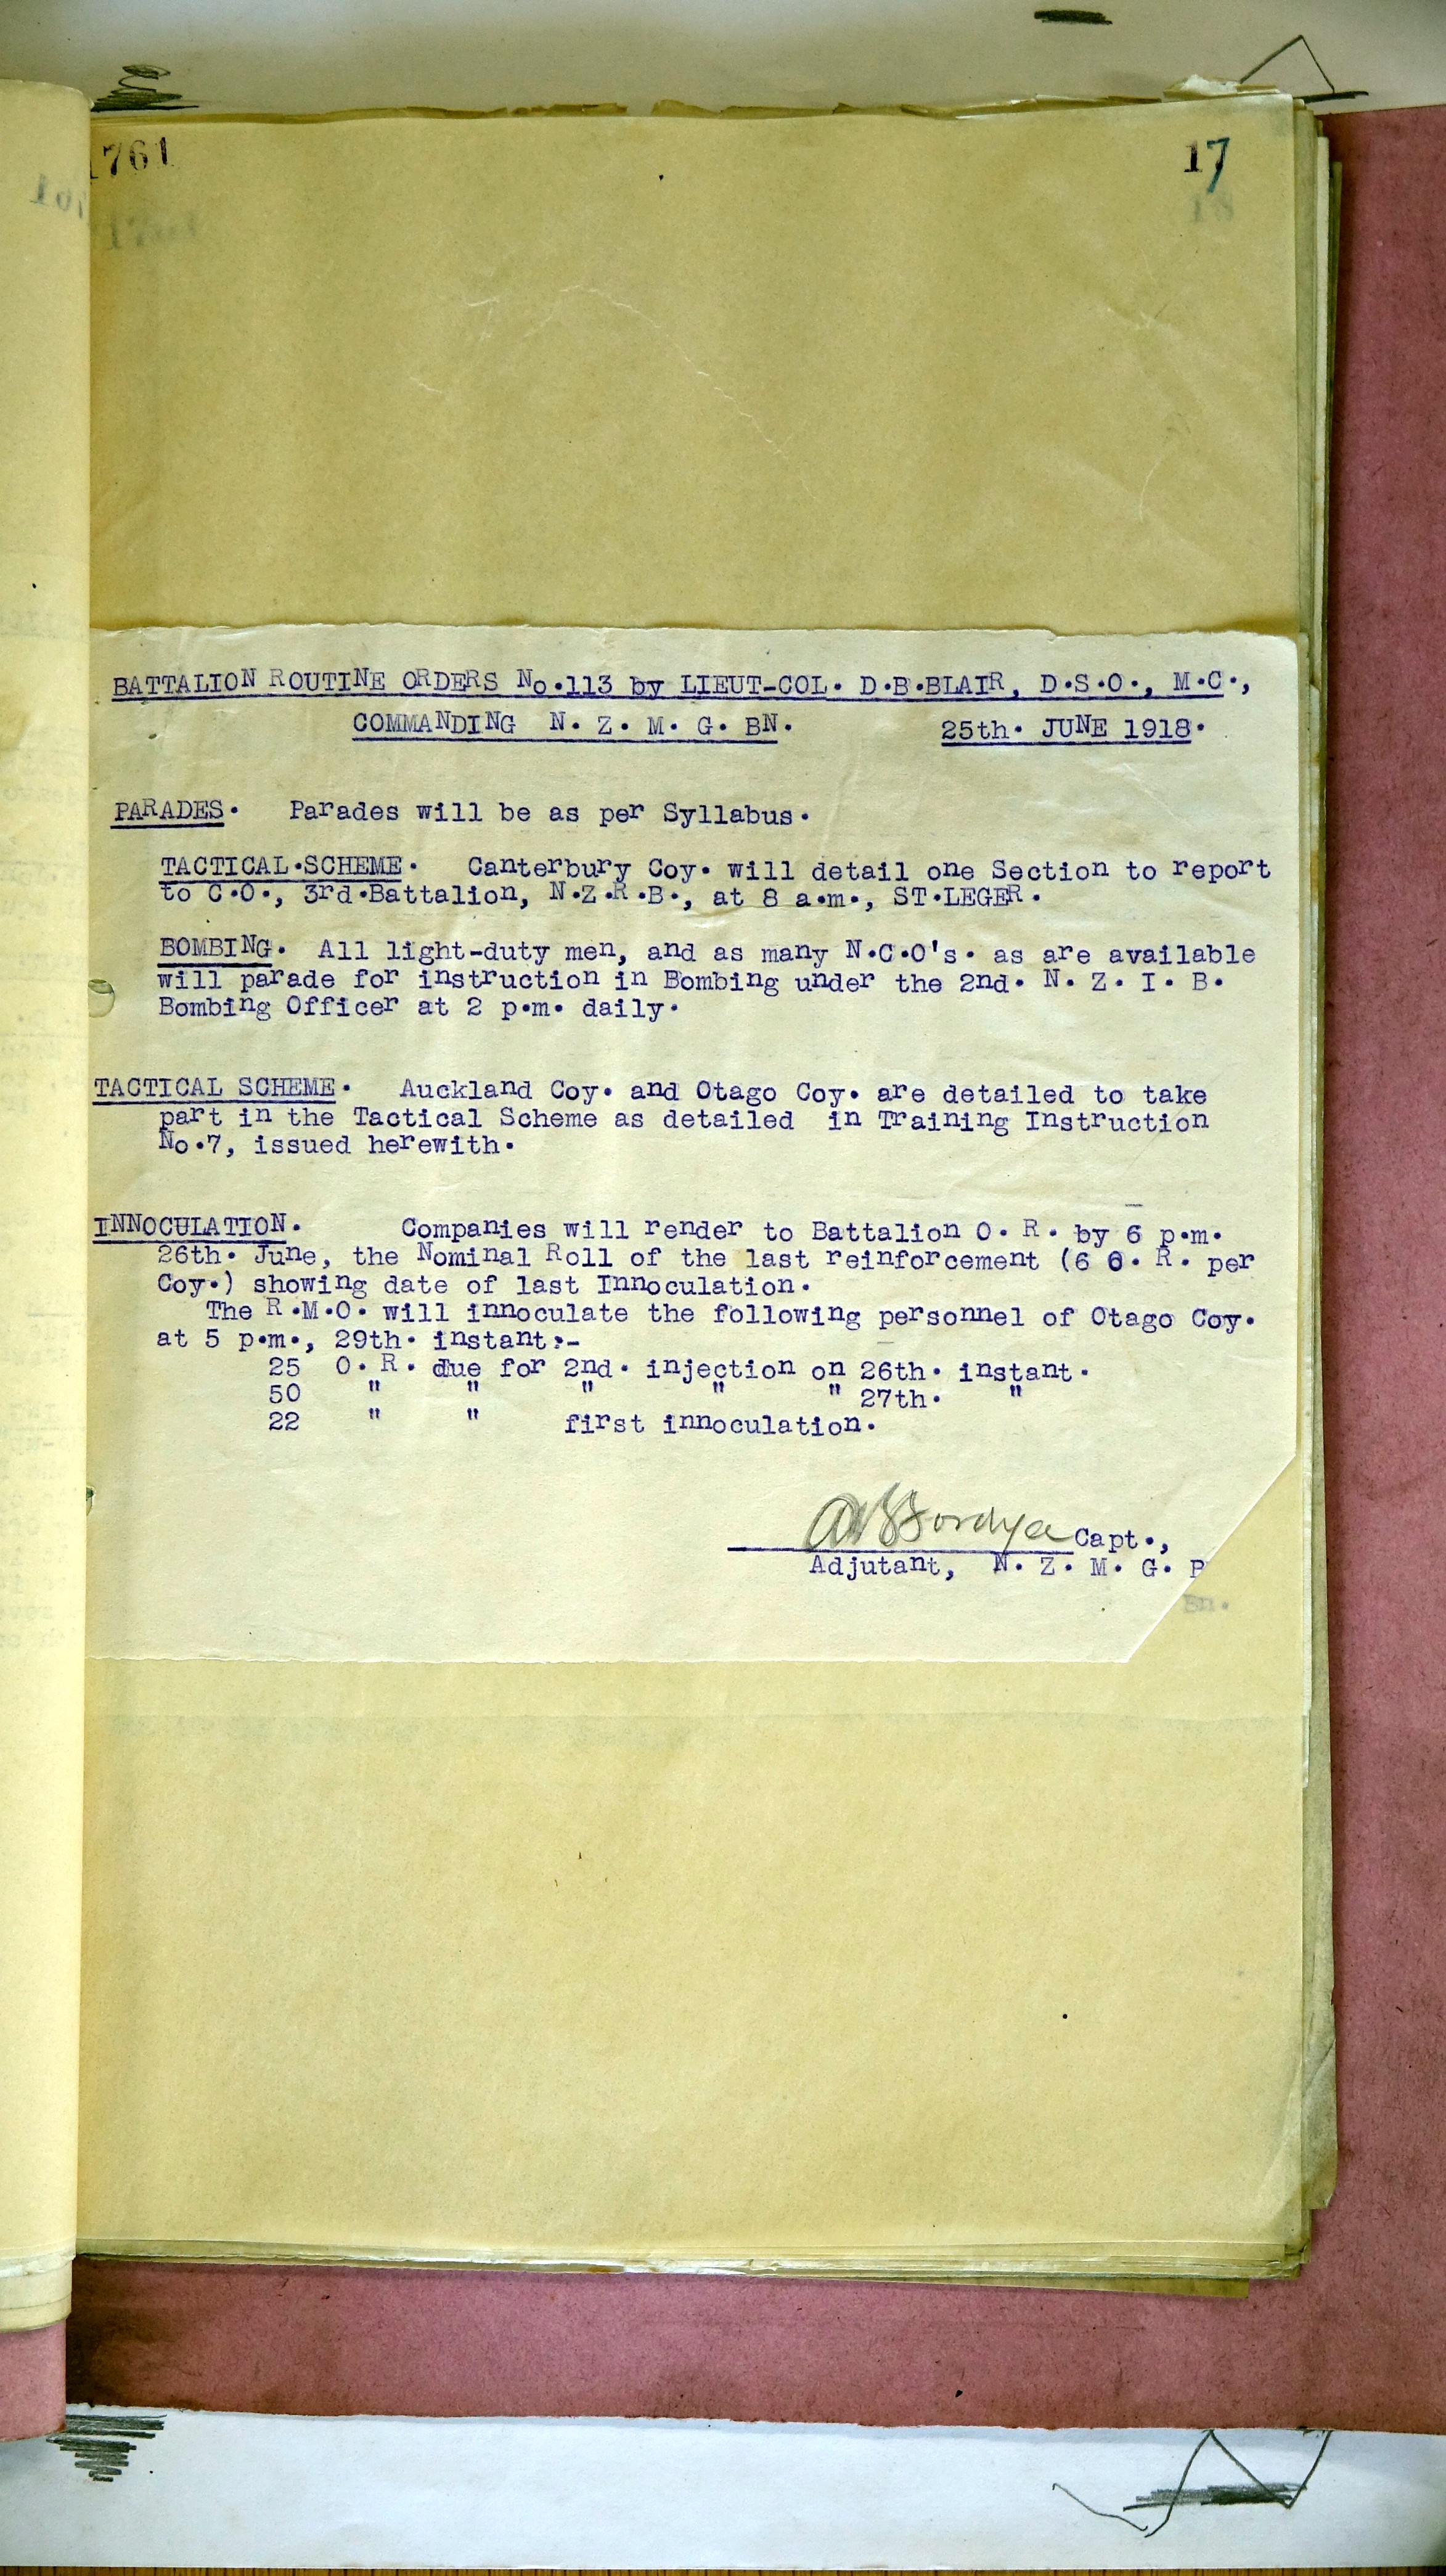 1761
17
BATTALION ROUTINE ORDERS No.113 by LIEUT-COL. D.B.BLAIR, D.S.O., M.C.,
COMMANDING N. Z. M. G. BN. 25th. JUNE 1918.
PARADES. Parades will be as per Syllabus.
TACTICAL.SCHEME. Canterbury Coy. will detail one Section to report
to C.O., 3rd.Battalion, N.Z.R.B., at 8 a.m., ST.LEGER.
BOMBING. All light-duty men, and as many N.C.O's. as are available
will parade for instruction in Bombing under the 2nd. N. Z. I. B.
Bombing Officer at 2 p.m. daily.
TACTICAL SCHEME. Auckland Coy. and Otago Coy. are detailed to take
part in the Tactical Scheme as detailed in Training Instruction
No.7, issued herewith.
INNOCULATION. Companies will render to Battalion O. R. by 6 p.m.
26th. June, the Nominal Roll of the last reinforcement (6 O. R. per
Coy.) showing date of last Innoculation.
The R.M.O. will innoculate the following personnel of Otago Coy.
at 5 p.m., 29th. instant:-
25 O. R. due for 2nd. injection on 26th. instant.
50 " " " " " 27th. "
22 " " first innoculation.
Capt.,
Adjutant, N. Z. M. G.
Bn.